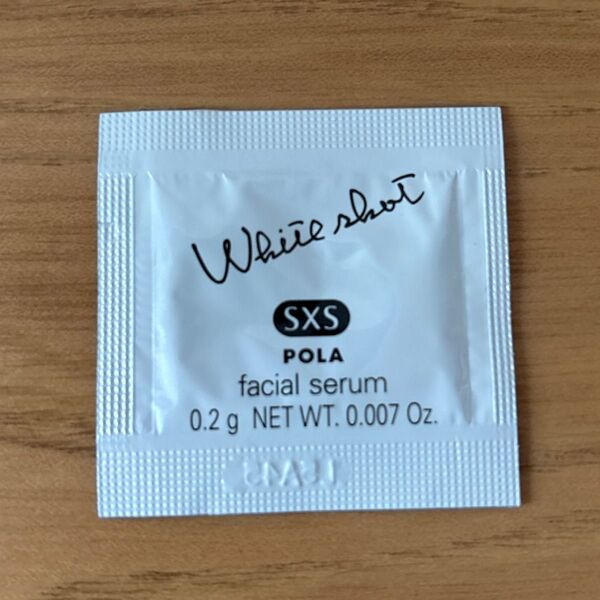 White shot
SXS
POLA
facial serum
0.2 g NET WT. 0.007 Oz.